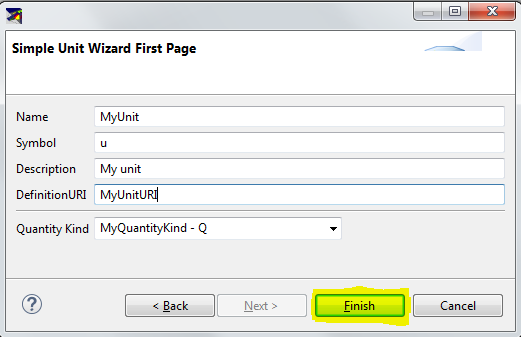 Simple Unit Wizard First Page
Name MyUnit
Symbol u
Description My unit
DefinitionURI MyUnitURI
Quantity Kind MyQuantityKind - Q
? < Back Next > Finish Cancel